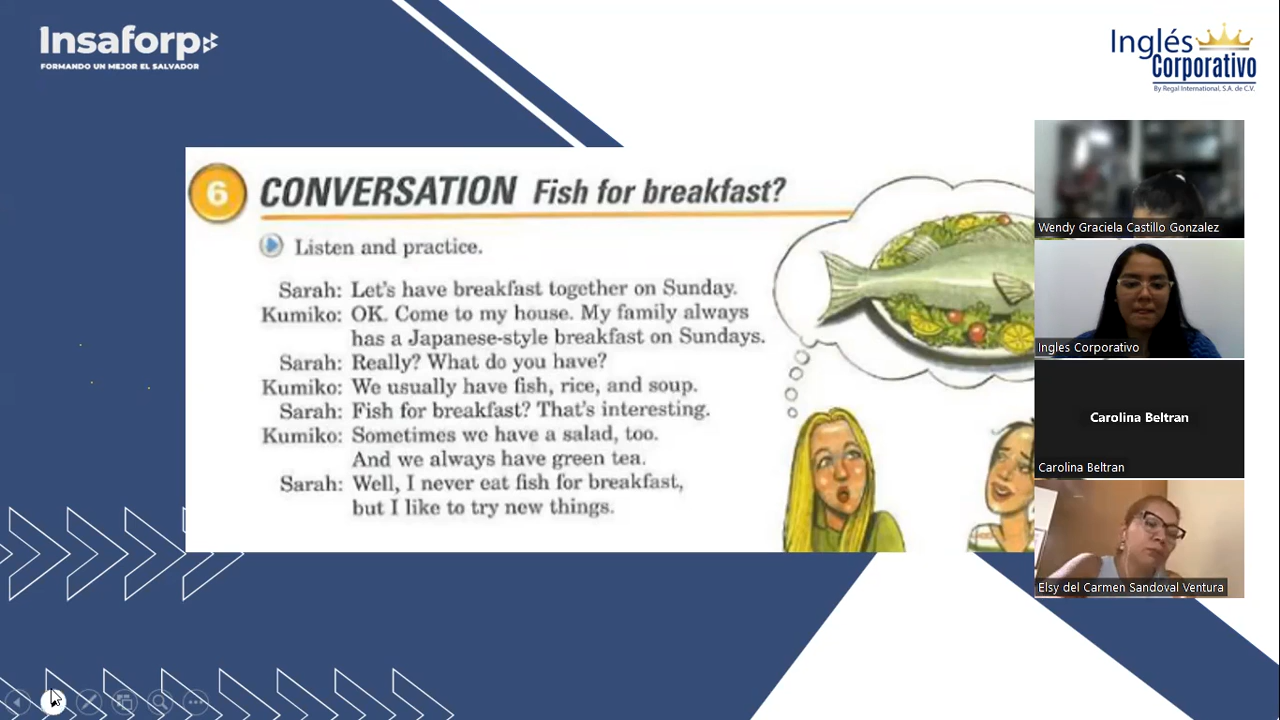 Insaforp
FORMANDO UN MEJOR EL SALVADOR
Inglés
Corporativo
By Regal International, S.A. de C.V.
6 CONVERSATION Fish for breakfast?
Listen and practice.
Sarah: Let's have breakfast together on Sunday.
Kumiko: OK. Come to my house. My family always
has a Japanese-style breakfast on Sundays.
Sarah: Really? What do you have?
Kumiko: We usually have fish, rice, and soup.
Sarah: Fish for breakfast? That's interesting.
Kumiko: Sometimes we have a salad, too.
And we always have green tea.
Sarah: Well, I never eat fish for breakfast,
but I like to try new things.
Wendy Graciela Castillo Gonzalez
Ingles Corporativo
Carolina Beltran
Carolina Beltran
Elsy del Carmen Sandoval Ventura